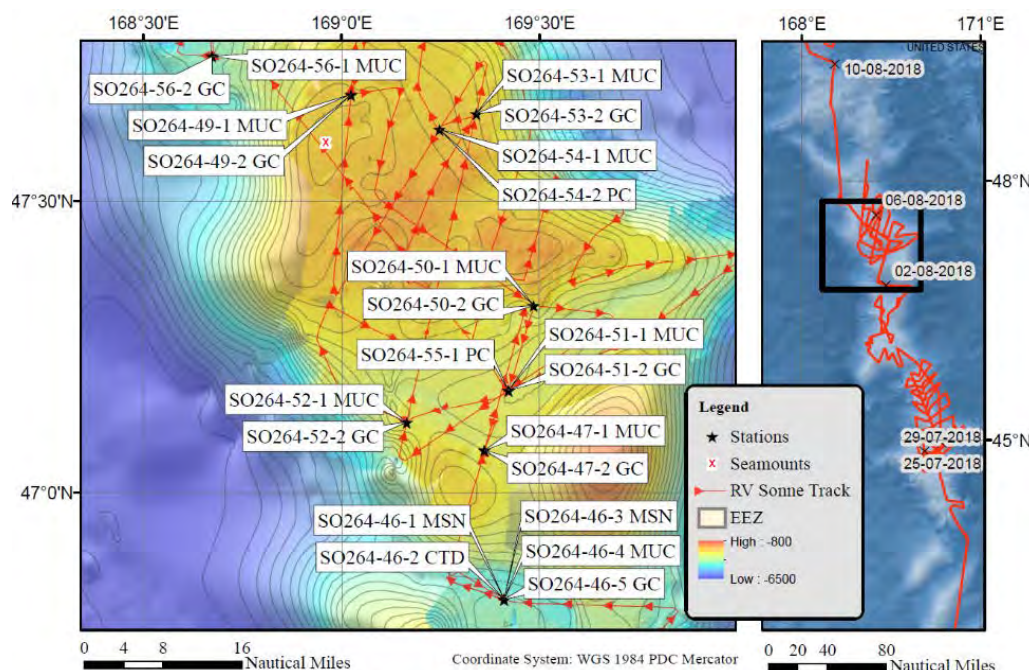 168°30'E
169°0'E
169°30'E
168°E
171°E
UNITED STATES
10-08-2018
SO264-56-1 MUC
SO264-56-2 GC
SO264-53-1 MUC
SO264-49-1 MUC
SO264-53-2 GC
SO264-49-2 GC
SO264-54-1 MUC
SO264-54-2 PC
48°N
47°30'N
06-08-2018
SO264-50-1 MUC
02-08-2018
SO264-50-2 GC
SO264-51-1 MUC
SO264-55-1 PC
SO264-51-2 GC
SO264-52-1 MUC
SO264-52-2 GC
SO264-47-1 MUC
SO264-47-2 GC
Legend
Stations
x Seamounts
RV Sonne Track
EEZ
High : -800
Low : -6500
29-07-2018
45°N
25-07-2018
47°0'N
SO264-46-1 MSN
SO264-46-3 MSN
SO264-46-2 CTD
SO264-46-4 MUC
SO264-46-5 GC
0 4 8 16
Nautical Miles
Coordinate System: WGS 1984 PDC Mercator
0 20 40 80
Nautical Miles